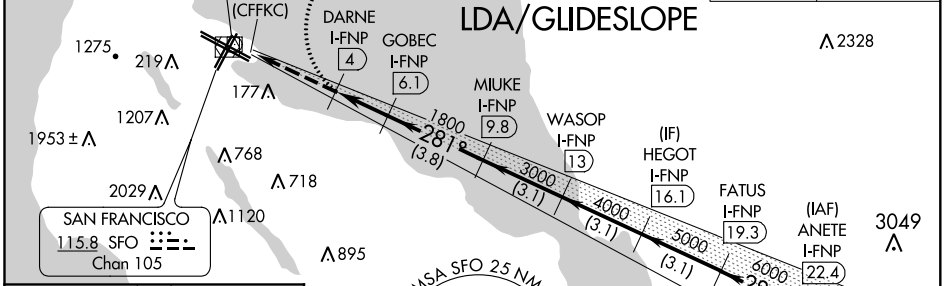 LDA/GLIDESLOPE
(CFFKC)
DARNE
I-FNP
4
GOBEC
I-FNP
6.1
MIUKE
I-FNP
9.8
WASOP
I-FNP
13
(IF)
HEGOT
I-FNP
16.1
FATUS
I-FNP
19.3
(IAF)
ANETE
I-FNP
22.4
1275
219
177
1207
1953 ±
768
718
2029
1120
895
2328
3049
1800
281°
(3.8)
3000
(3.1)
4000
(3.1)
5000
(3.1)
6000
SAN FRANCISCO
115.8 SFO
Chan 105
MSA SFO 25 NM